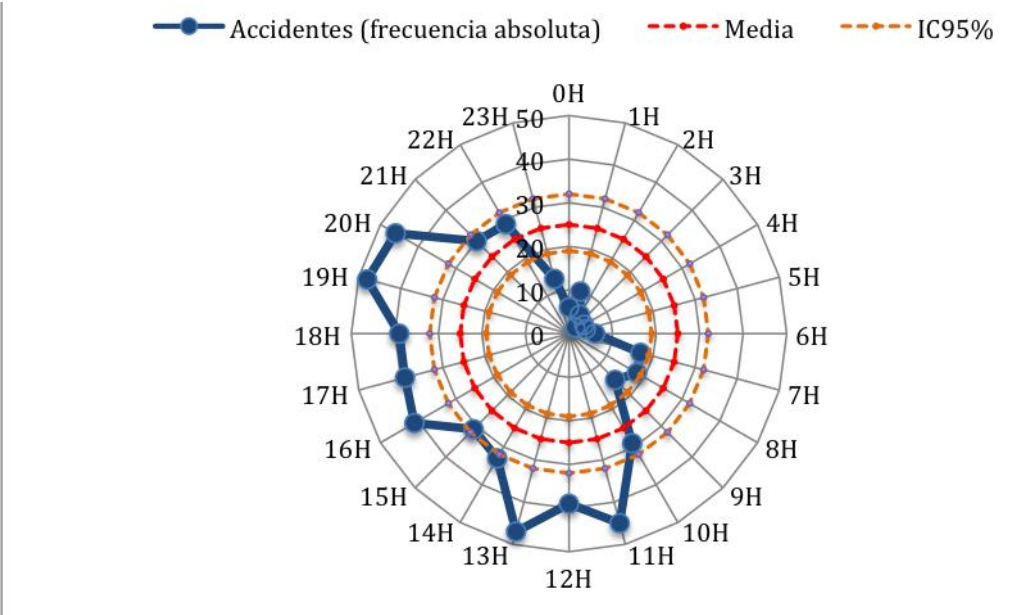 Accidentes (frecuencia absoluta) Media IC95%
0H
23H 50 1H
22H 2H
40
21H 3H
30
20H 4H
20
19H 5H
10
18H 0 6H
17H 7H
16H 8H
15H 9H
14H 10H
13H 11H
12H